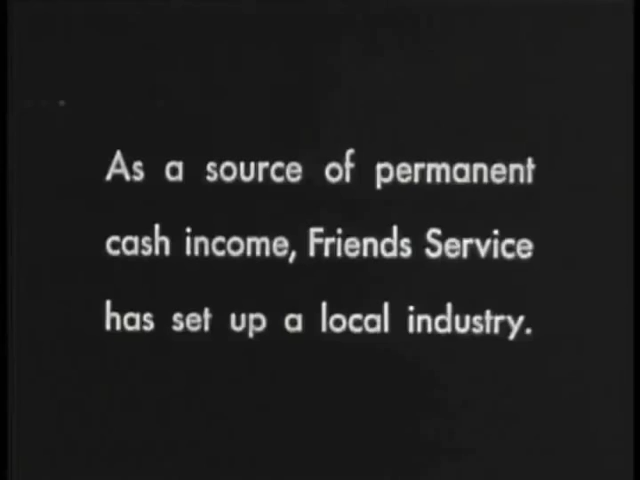 As a source of permanent
cash income, Friends Service
has set up a local industry.